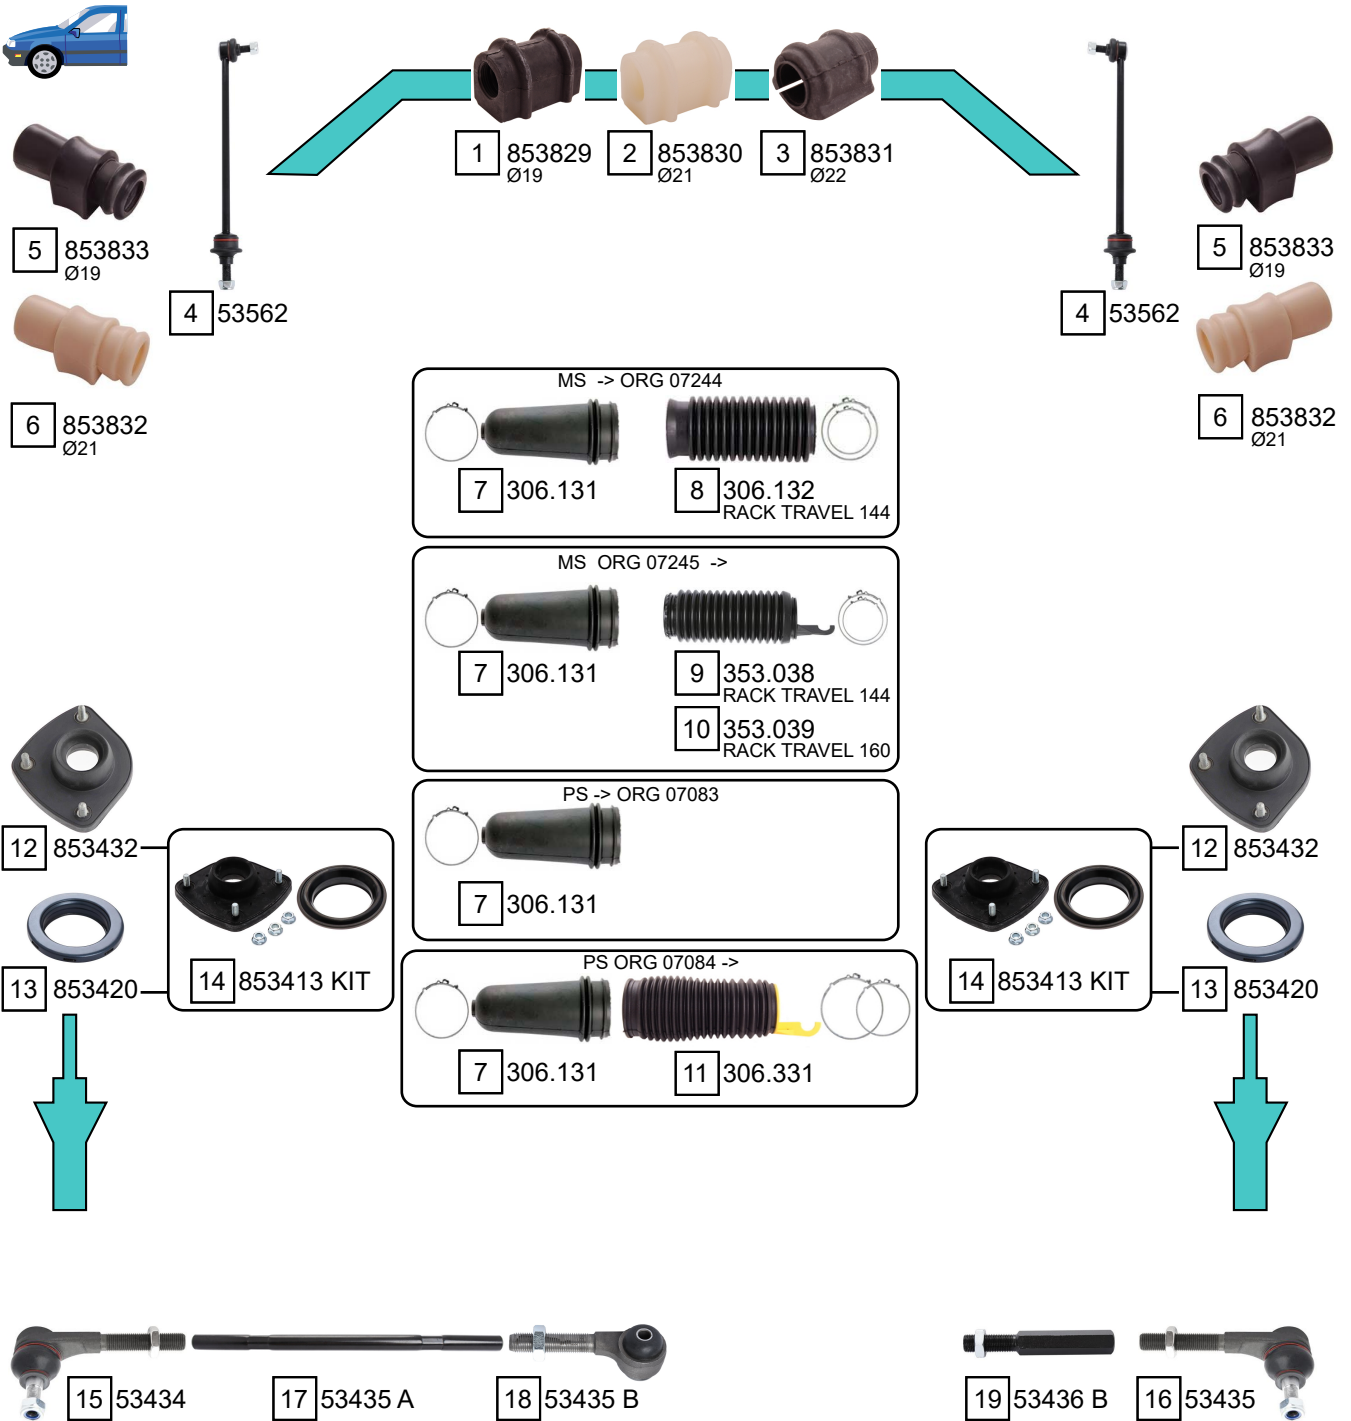 1 853829
Ø19
2 853830
Ø21
3 853831
Ø22
5 853833
Ø19
4 53562
4 53562
5 853833
Ø19
6 853832
Ø21
6 853832
Ø21
MS -> ORG 07244
7 306.131
8 306.132
RACK TRAVEL 144
MS ORG 07245 ->
7 306.131
9 353.038
RACK TRAVEL 144
10 353.039
RACK TRAVEL 160
PS -> ORG 07083
7 306.131
PS ORG 07084 ->
7 306.131
11 306.331
12 853432
13 853420
14 853413 KIT
14 853413 KIT
12 853432
13 853420
15 53434
17 53435 A
18 53435 B
19 53436 B
16 53435